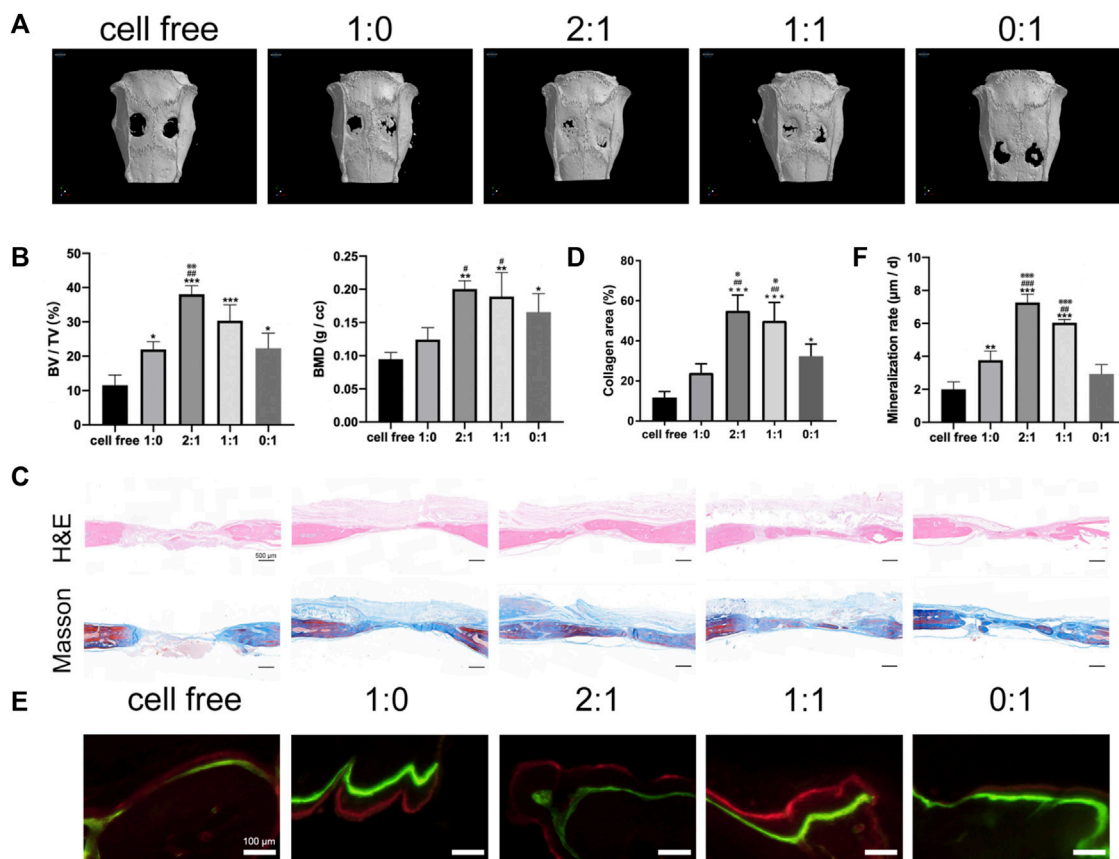 A
cell free 1:0 2:1 1:1 0:1
B
BV / TV (%)
50
40
30
20
10
0
*
※※
##
***
***
*
cell free 1:0 2:1 1:1 0:1
BMD (g / cc)
0.25
0.20
0.15
0.10
0.05
0.00
#
**
#
**
*
cell free 1:0 2:1 1:1 0:1
D
Collagen area (%)
80
60
40
20
0
※
##
***
※
##
***
*
cell free 1:0 2:1 1:1 0:1
F
Mineralization rate (μm / d)
10
8
6
4
2
0
**
※※※
###
***
※※※
##
***
cell free 1:0 2:1 1:1 0:1
C
H&E
500 μm
Masson
E
cell free 1:0 2:1 1:1 0:1
100 μm